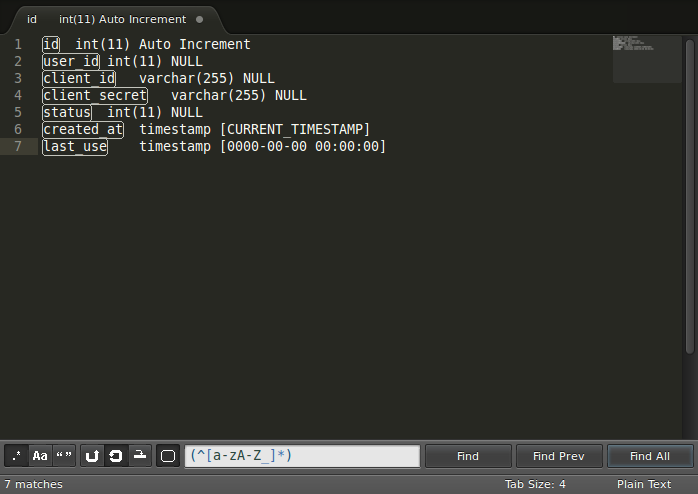 id int(11) Auto Increment
1 id int(11) Auto Increment
2 user_id int(11) NULL
3 client_id varchar(255) NULL
4 client_secret varchar(255) NULL
5 status int(11) NULL
6 created_at timestamp [CURRENT_TIMESTAMP]
7 last_use timestamp [0000-00-00 00:00:00]
.* Aa “” (^[a-zA-Z_]*) Find Find Prev Find All
7 matches Tab Size: 4 Plain Text